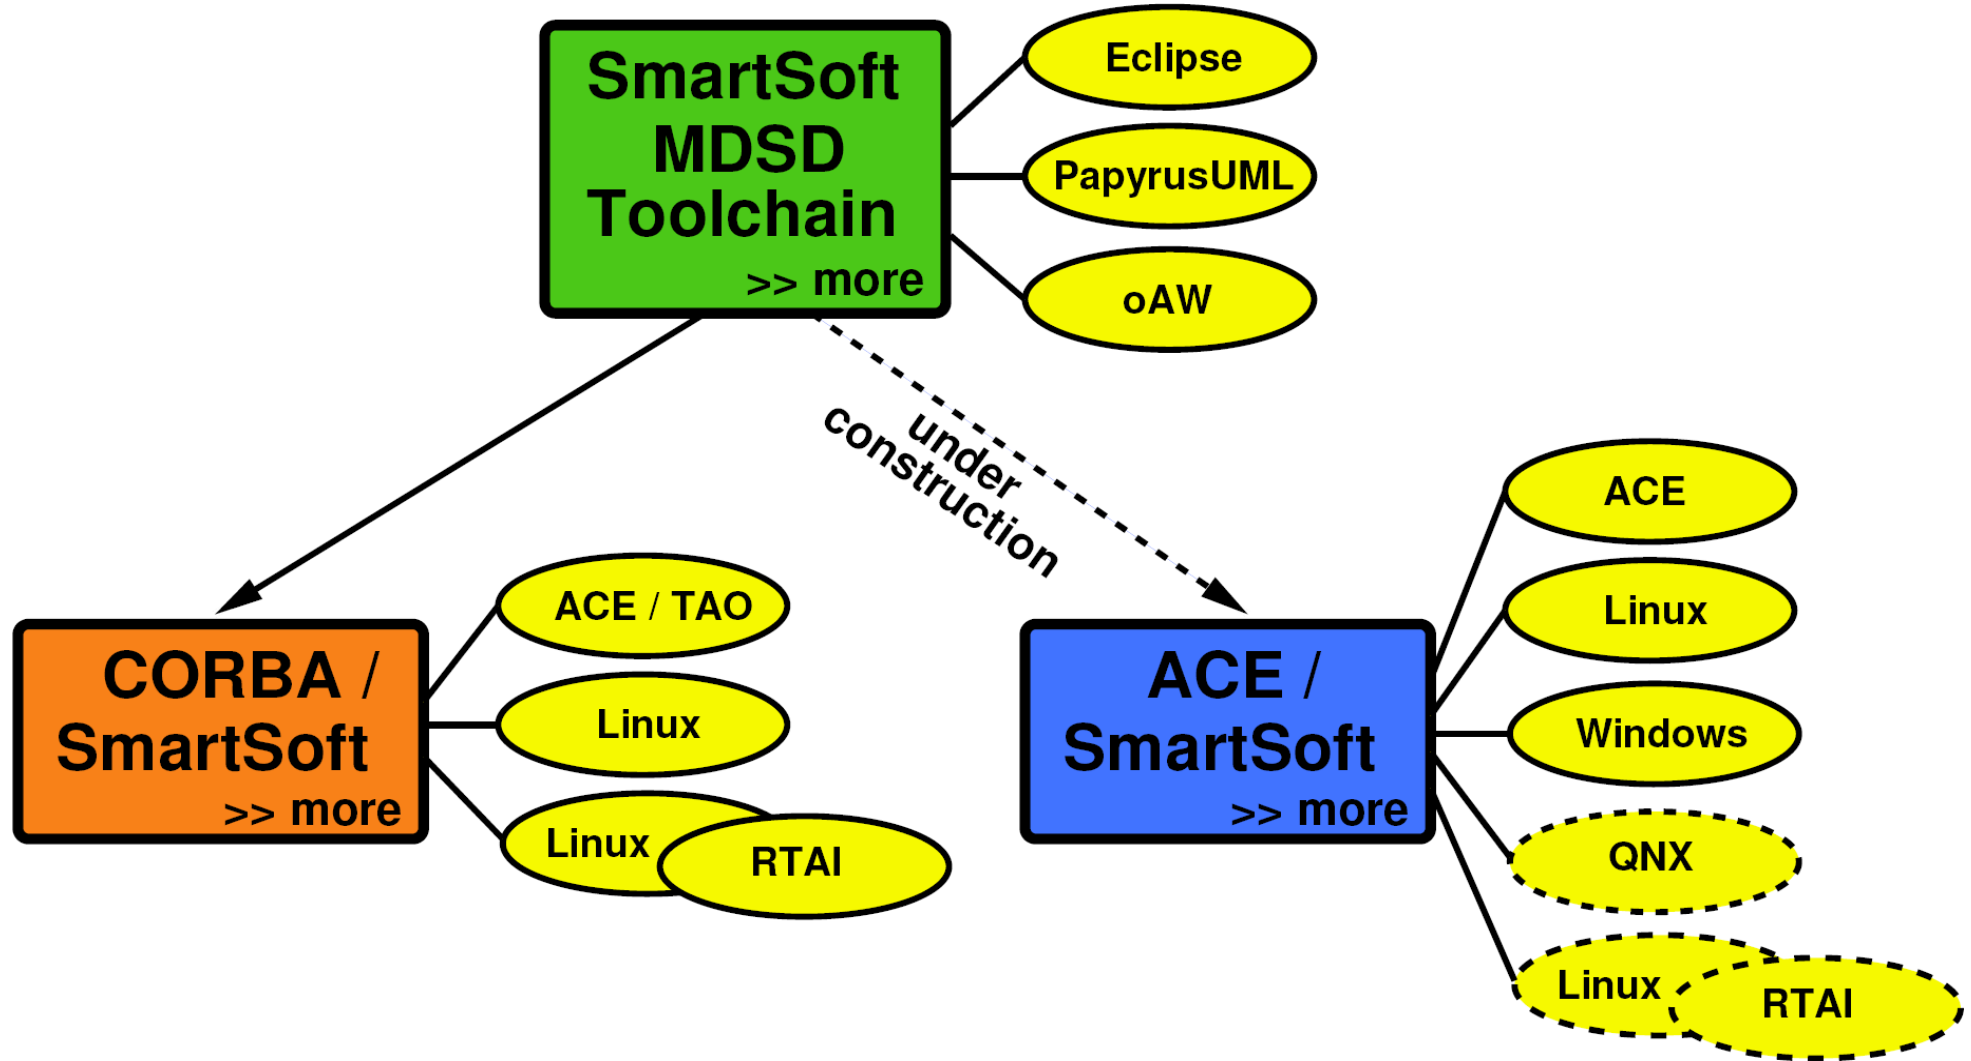 SmartSoft
MDSD
Toolchain
>> more
Eclipse
PapyrusUML
oAW
under
construction
CORBA /
SmartSoft
>> more
ACE / TAO
Linux
Linux
RTAI
ACE /
SmartSoft
>> more
ACE
Linux
Windows
QNX
Linux
RTAI